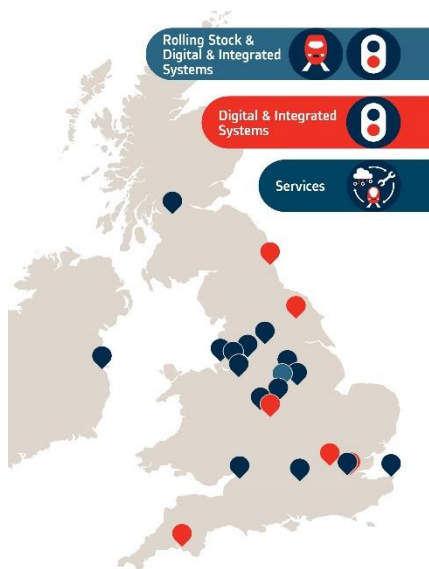 Rolling Stock &
Digital & Integrated
Systems
Digital & Integrated
Systems
Services